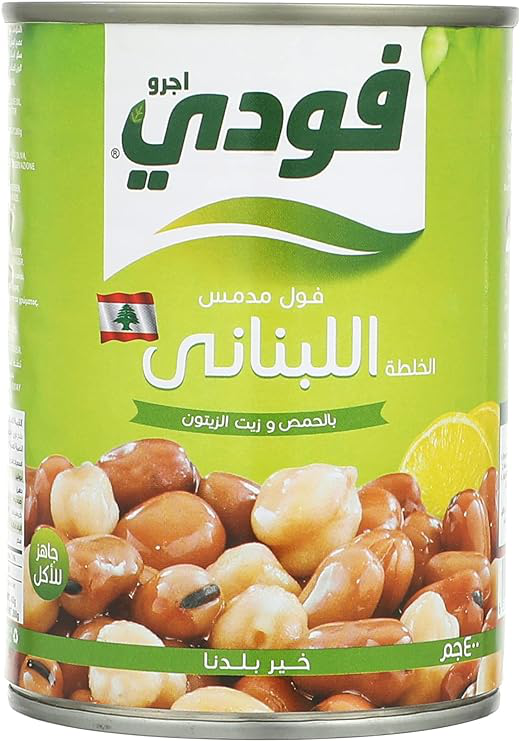 اجرو
فودي
®
فول مدمس
الخلطة اللبنانى
بالحمص و زيت الزيتون
جاهز
للأكل
خير بلدنا
٤٠٠جم